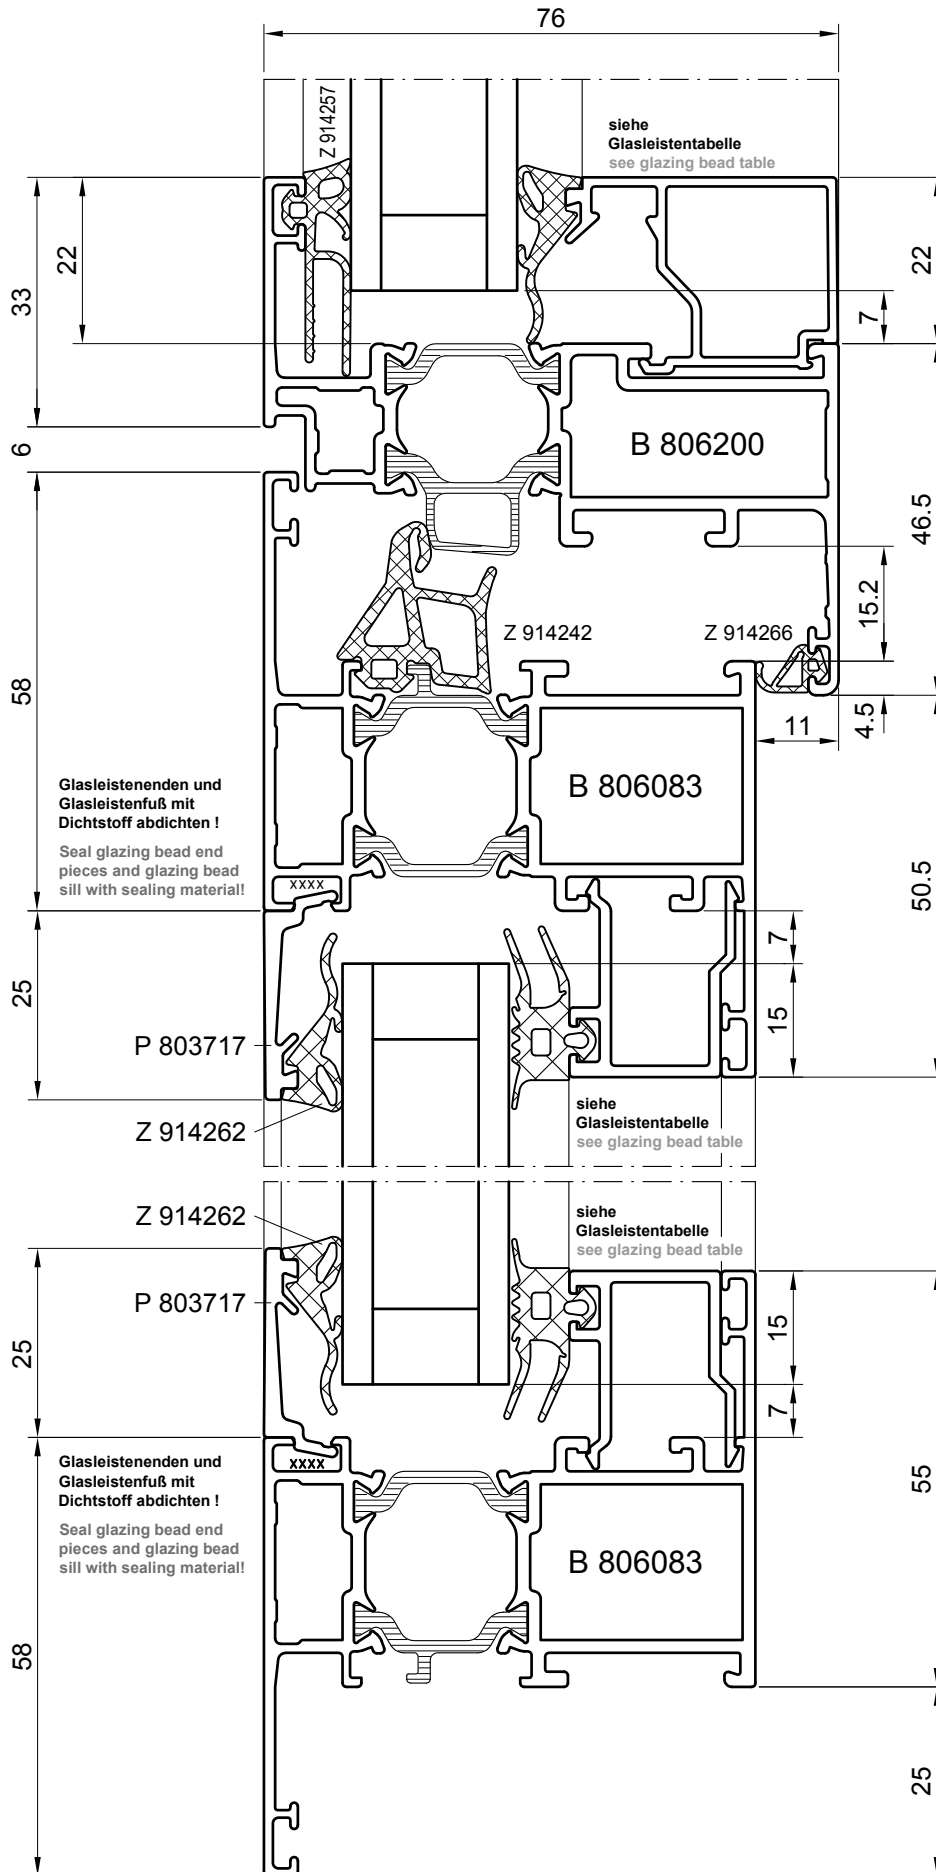 76
Z 914257
siehe
Glasleistentabelle
see glazing bead table
33
22
22
7
6
B 806200
46.5
15.2
Z 914242
Z 914266
58
4.5
11
B 806083
Glasleistenenden und
Glasleistenfuß mit
Dichtstoff abdichten !
Seal glazing bead end
pieces and glazing bead
sill with sealing material!
xxxx
50.5
7
25
15
P 803717
Z 914262
siehe
Glasleistentabelle
see glazing bead table
Z 914262
siehe
Glasleistentabelle
see glazing bead table
P 803717
25
15
7
Glasleistenenden und
Glasleistenfuß mit
Dichtstoff abdichten !
Seal glazing bead end
pieces and glazing bead
sill with sealing material!
xxxx
55
B 806083
58
25